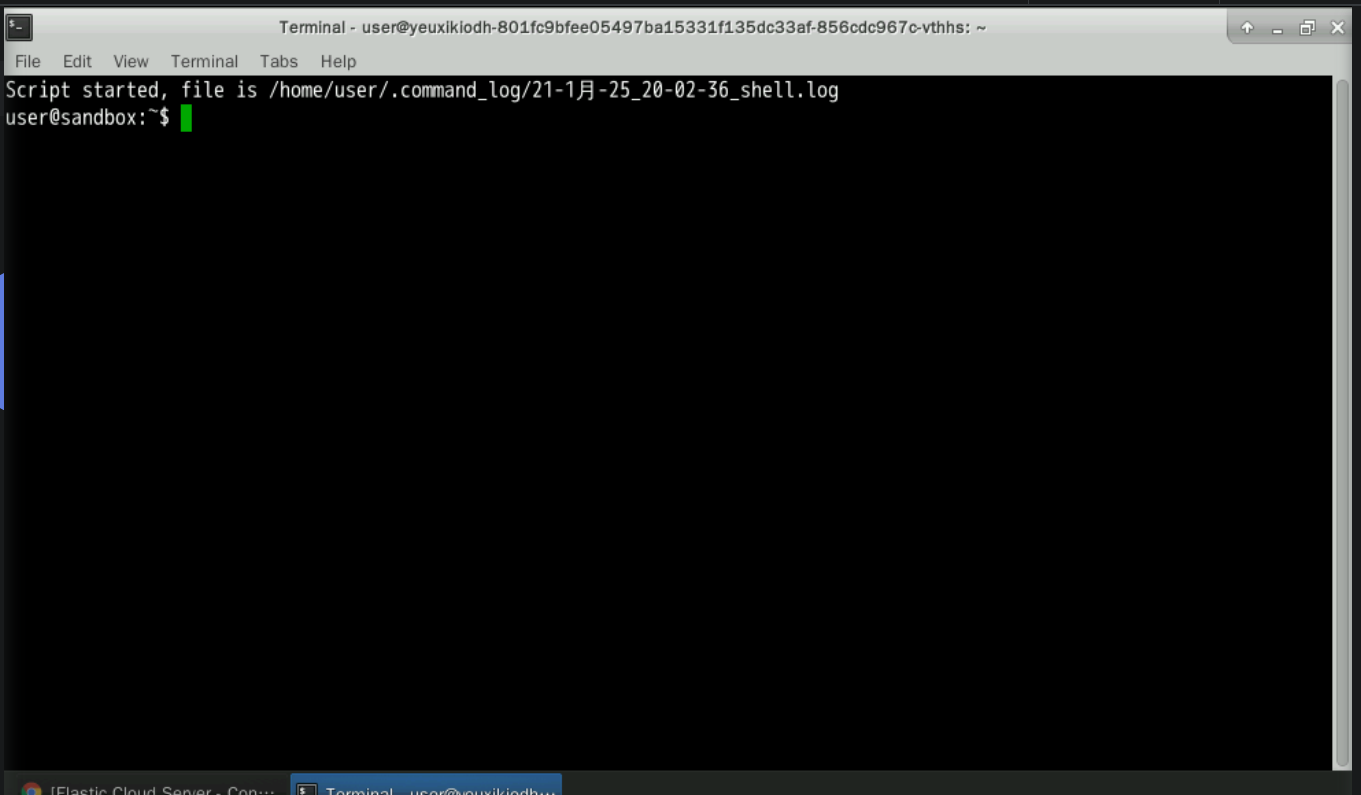 Terminal - user@yeuxikiodh-801fc9bfee05497ba15331f135dc33af-856cdc967c-vthhs: ~
File Edit View Terminal Tabs Help
Script started, file is /home/user/.command_log/21-1月-25_20-02-36_shell.log
user@sandbox:~$
[Elastic Cloud Server - Con··· Terminal - user@yeuxikiodh···